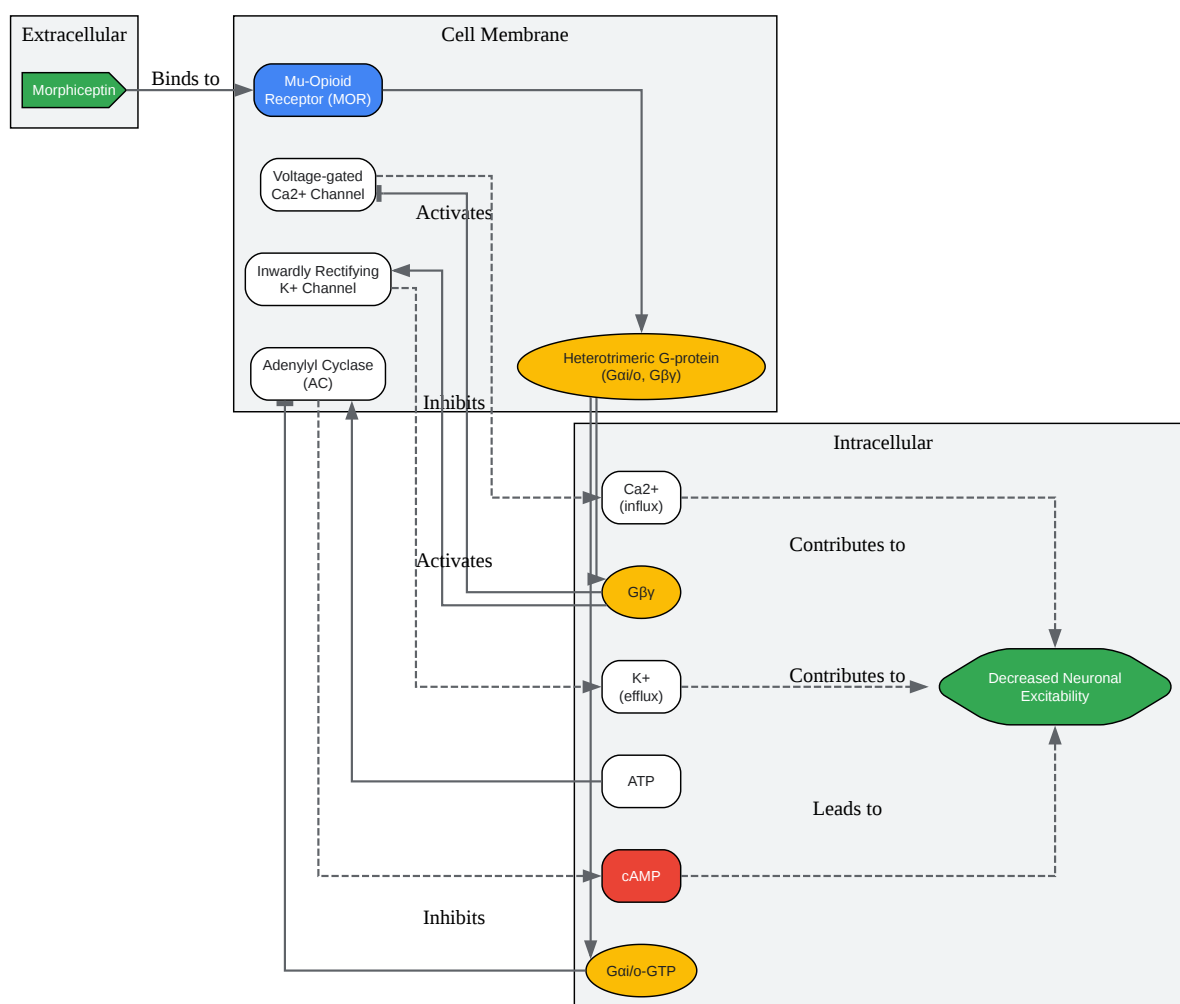 Extracellular
Cell Membrane
Morphiceptin
Binds to
Mu-Opioid
Receptor (MOR)
Voltage-gated
Ca2+ Channel
Activates
Inwardly Rectifying
K+ Channel
Adenylyl Cyclase
(AC)
Heterotrimeric G-protein
(Gαi/o, Gβγ)
Inhibits
Intracellular
Ca2+
(influx)
Contributes to
Activates
Gβγ
K+
(efflux)
Contributes to
Decreased Neuronal
Excitability
ATP
Leads to
cAMP
Inhibits
Gαi/o-GTP